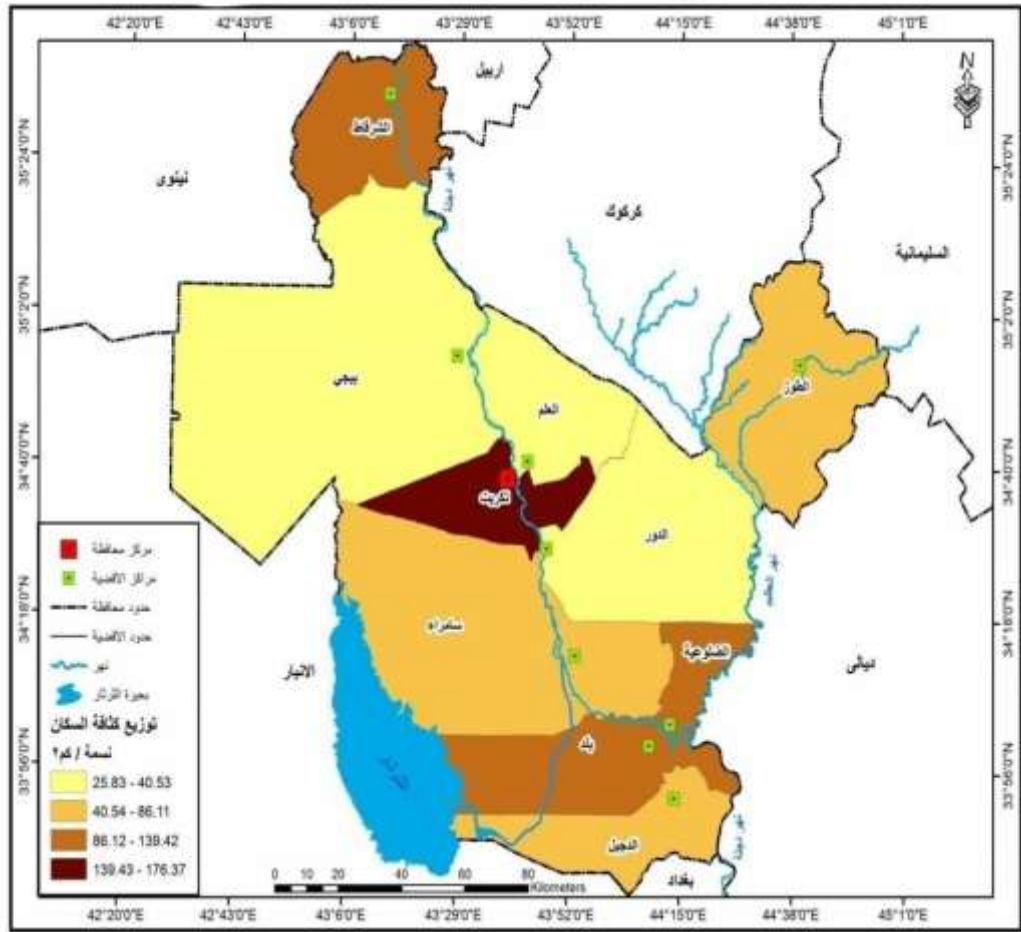 42°20'0"E 42°43'0"E 43°6'0"E 43°29'0"E 43°52'0"E 44°15'0"E 44°38'0"E 45°1'0"E
N
اربيل
الشرقاط
نينوى
نهر دجلة
كركوك
السليمانية
35°24'0"N 35°24'0"N
35°2'0"N 35°2'0"N
الطوز
بيجي
العلم
34°40'0"N 34°40'0"N
تكريت
الدور
نهر العظيم
34°18'0"N 34°18'0"N
سامراء
الضلوعية
ديالى
الانبار
بلد
33°56'0"N 33°56'0"N
الدجيل
نهر دجلة
بغداد
مركز محافظة
مراكز الاقضية
حدود محافظة
حدود الاقضية
نهر
بحيرة الثرثار
توزيع كثافة السكان
نسمة / كم٢
25.83 - 40.53
40.54 - 86.11
86.12 - 139.42
139.43 - 176.37
0 5 10 20 40 60 80
Kilometers
42°20'0"E 42°43'0"E 43°6'0"E 43°29'0"E 43°52'0"E 44°15'0"E 44°38'0"E 45°1'0"E